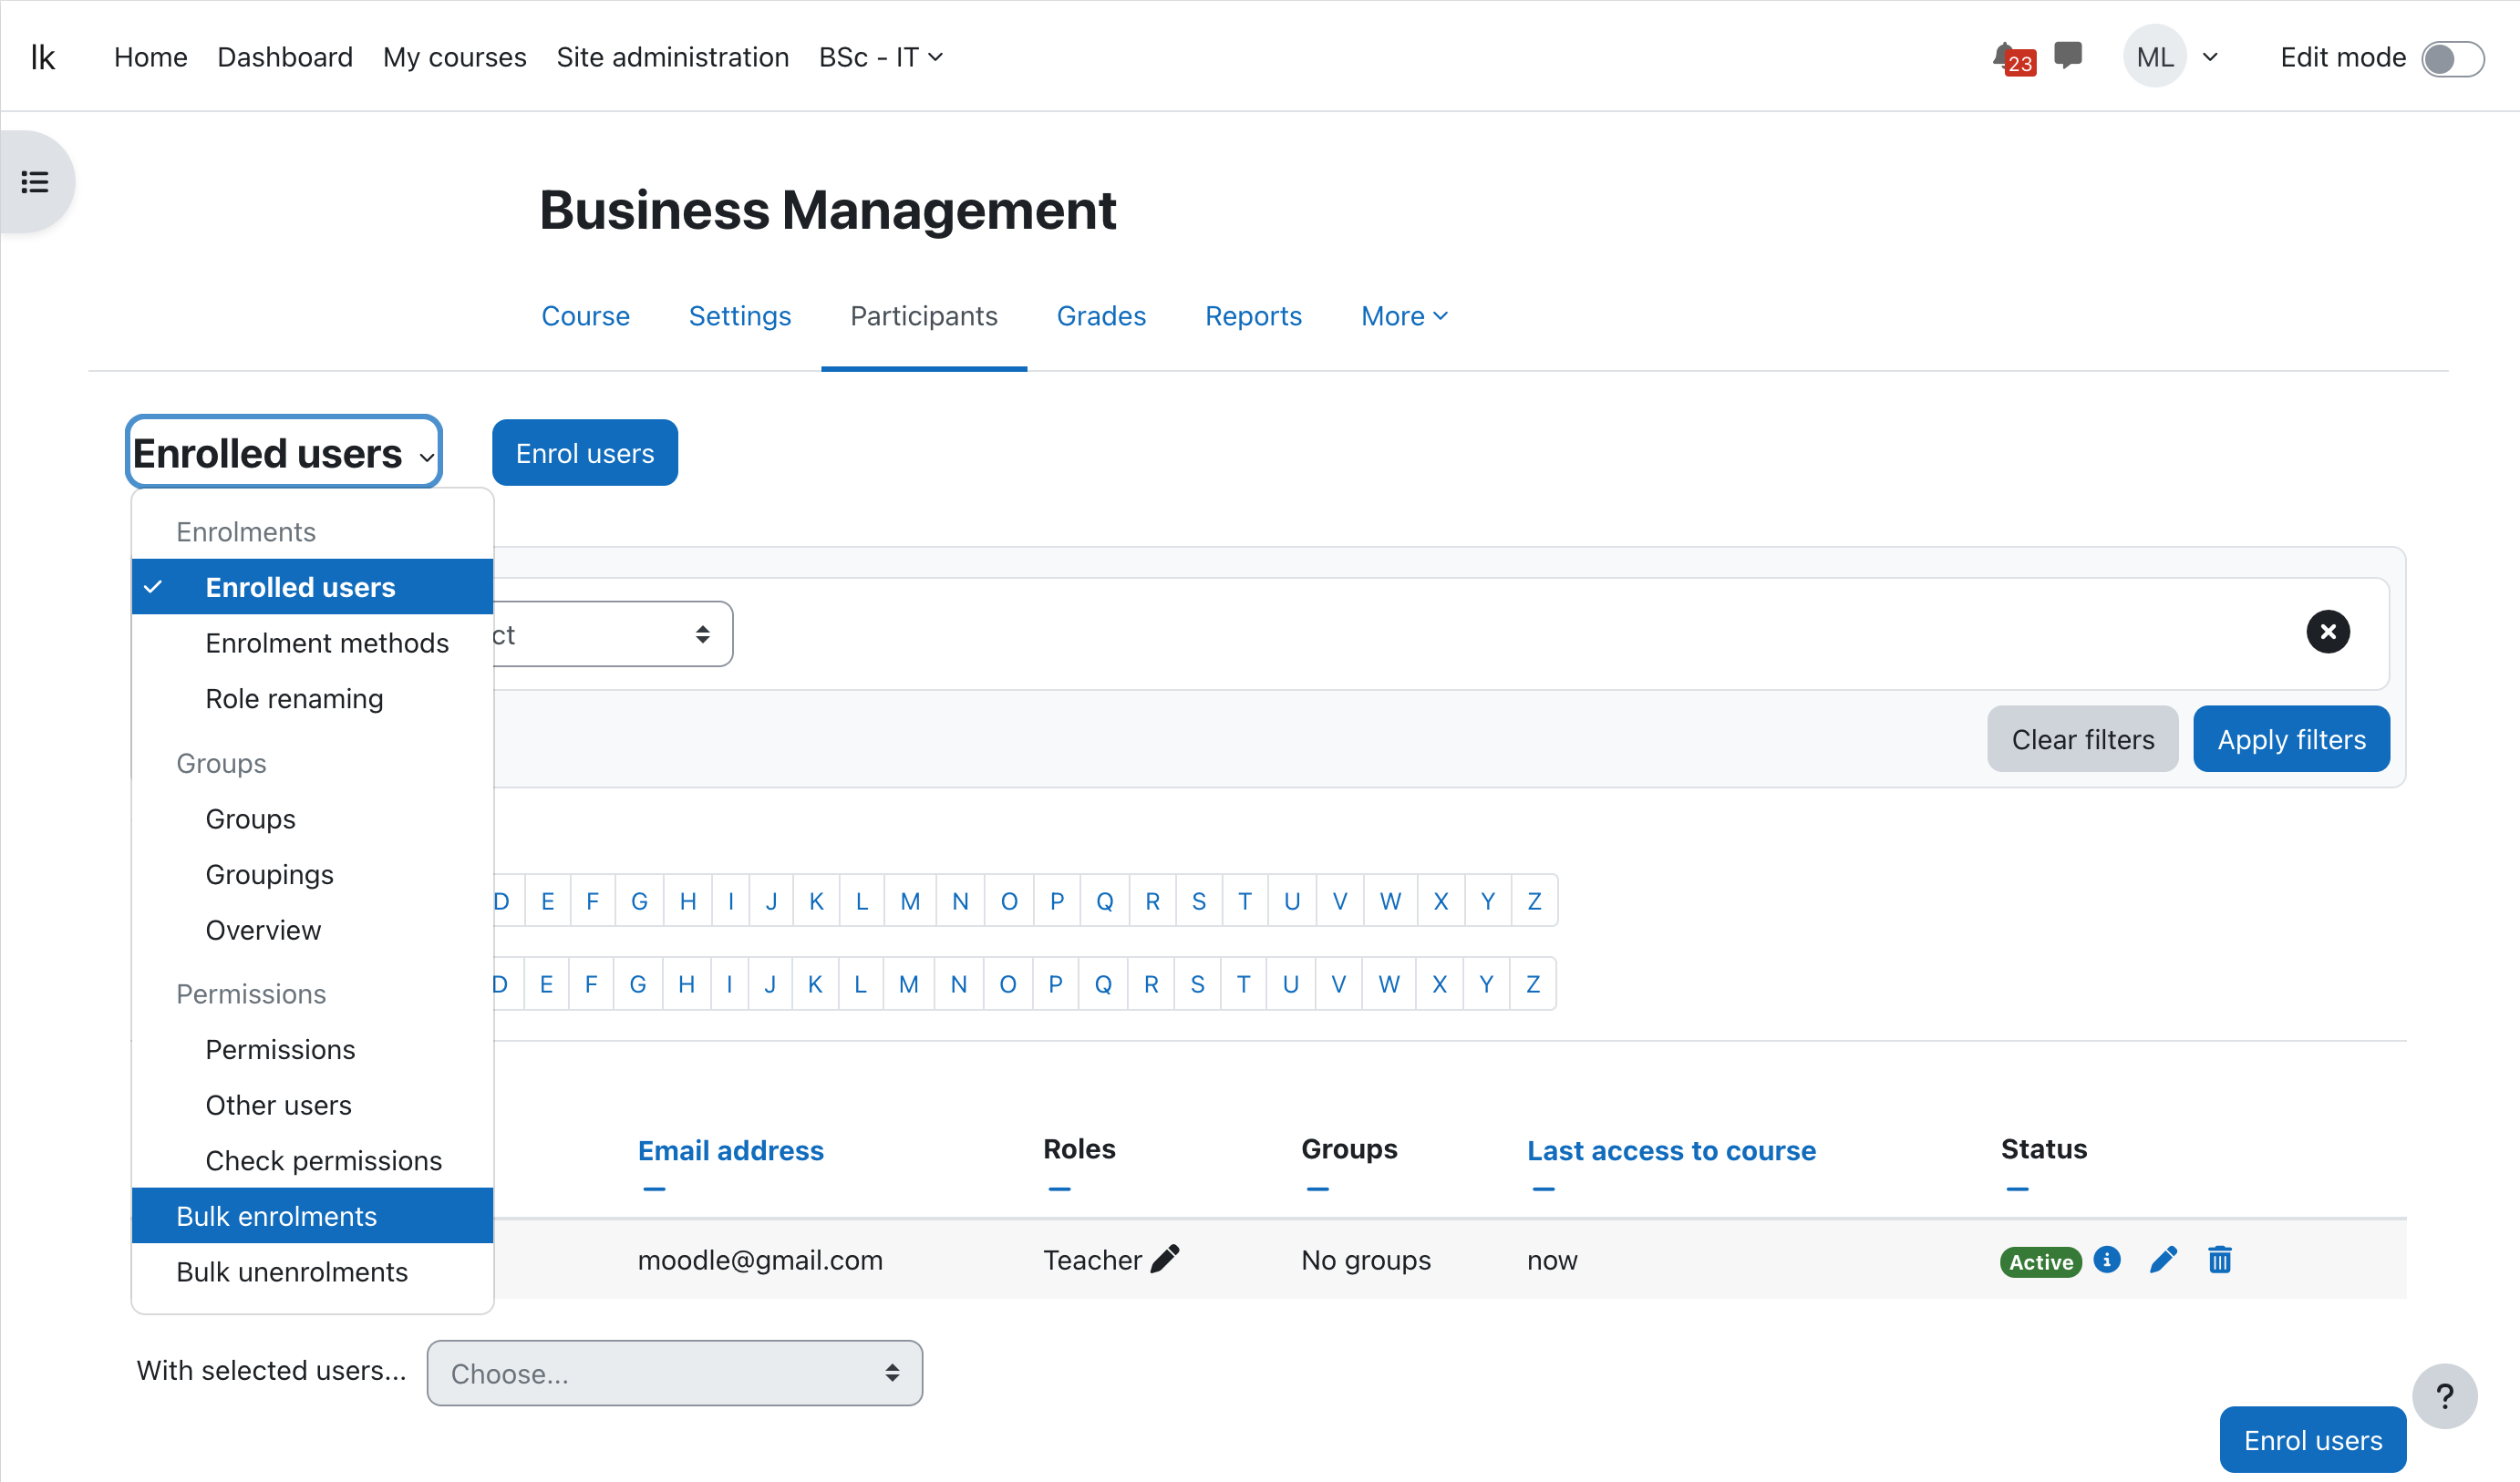 lk Home Dashboard My courses Site administration BSc - IT 23 ML Edit mode
Business Management
Course Settings Participants Grades Reports More
Enrolled users Enrol users
Enrolments
Enrolled users
Enrolment methods
ct
Role renaming
Clear filters Apply filters
Groups
Groups
Groupings
D E F G H I J K L M N O P Q R S T U V W X Y Z
Overview
D E F G H I J K L M N O P Q R S T U V W X Y Z
Permissions
Permissions
Other users
Check permissions
Bulk enrolments
Bulk unenrolments
Email address Roles Groups Last access to course Status
moodle@gmail.com Teacher No groups now Active
With selected users... Choose...
?
Enrol users